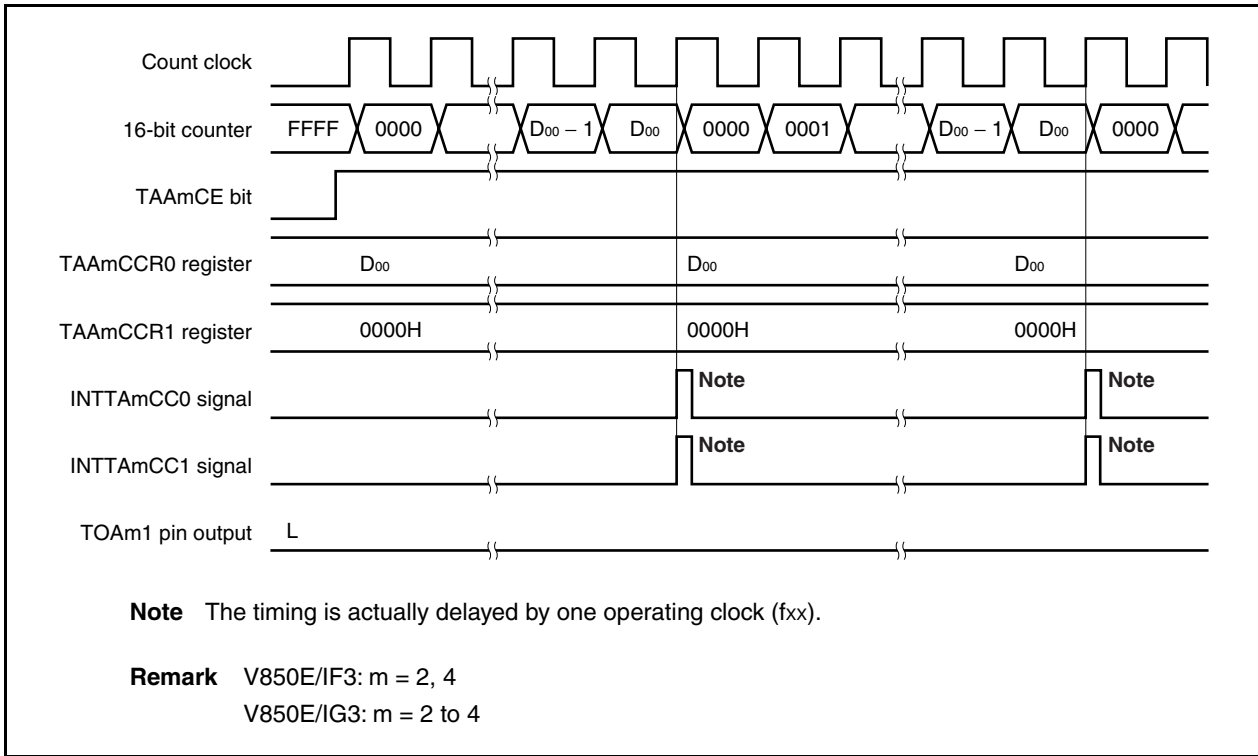 Count clock
16-bit counter FFFF 0000 D00 − 1 D00 0000 0001 D00 − 1 D00 0000
TAAmCE bit
TAAmCCR0 register D00 D00 D00
TAAmCCR1 register 0000H 0000H 0000H
INTTAmCC0 signal Note Note
INTTAmCC1 signal Note Note
TOAm1 pin output L
Note The timing is actually delayed by one operating clock (fxx).
Remark V850E/IF3: m = 2, 4
V850E/IG3: m = 2 to 4